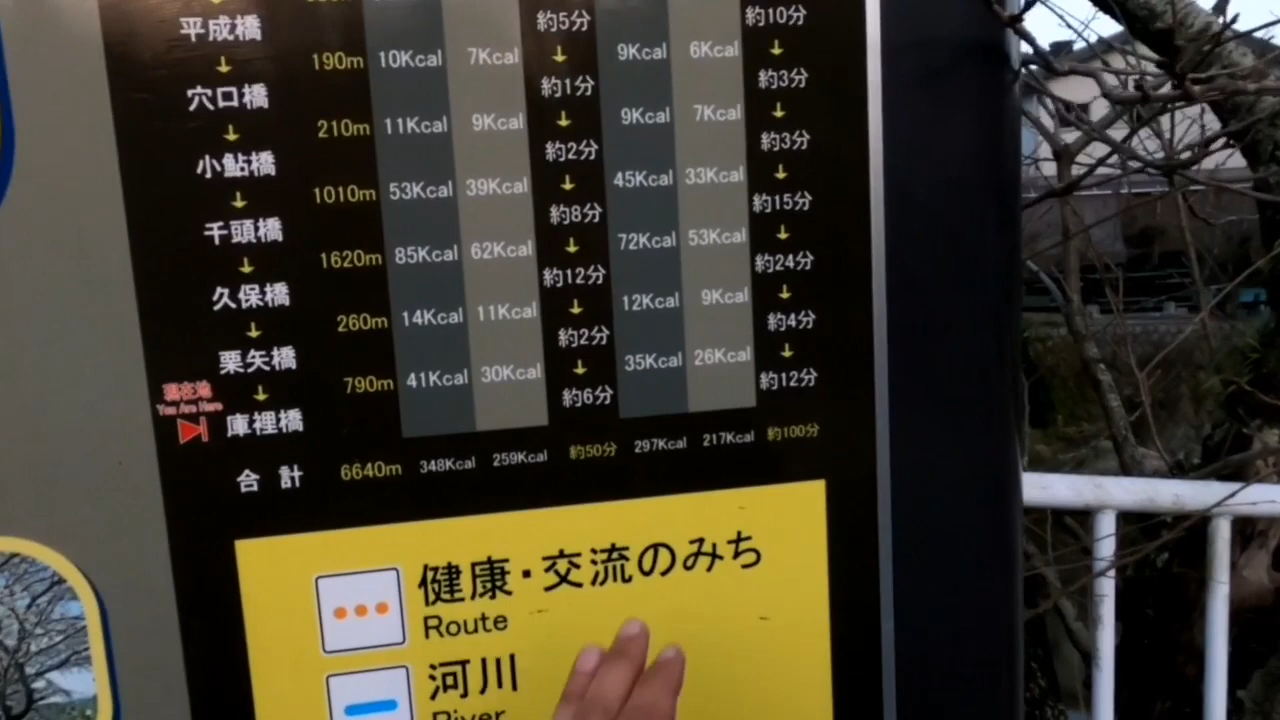 平成橋 約5分 約10分
↓ 190m 10Kcal 7Kcal ↓ 9Kcal 6Kcal ↓
穴口橋 約1分 約3分
↓ 210m 11Kcal 9Kcal ↓ 9Kcal 7Kcal ↓
小鮎橋 約2分 約3分
↓ 1010m 53Kcal 39Kcal ↓ 45Kcal 33Kcal ↓
千頭橋 約8分 約15分
↓ 1620m 85Kcal 62Kcal ↓ 72Kcal 53Kcal ↓
久保橋 約12分 約24分
↓ 260m 14Kcal 11Kcal ↓ 12Kcal 9Kcal ↓
栗矢橋 約2分 約4分
↓ 790m 41Kcal 30Kcal ↓ 35Kcal 26Kcal ↓
現在地
You Are Here
庫裡橋 約6分 約12分
合計 6640m 348Kcal 259Kcal 約50分 297Kcal 217Kcal 約100分
健康・交流のみち
Route
河川
River